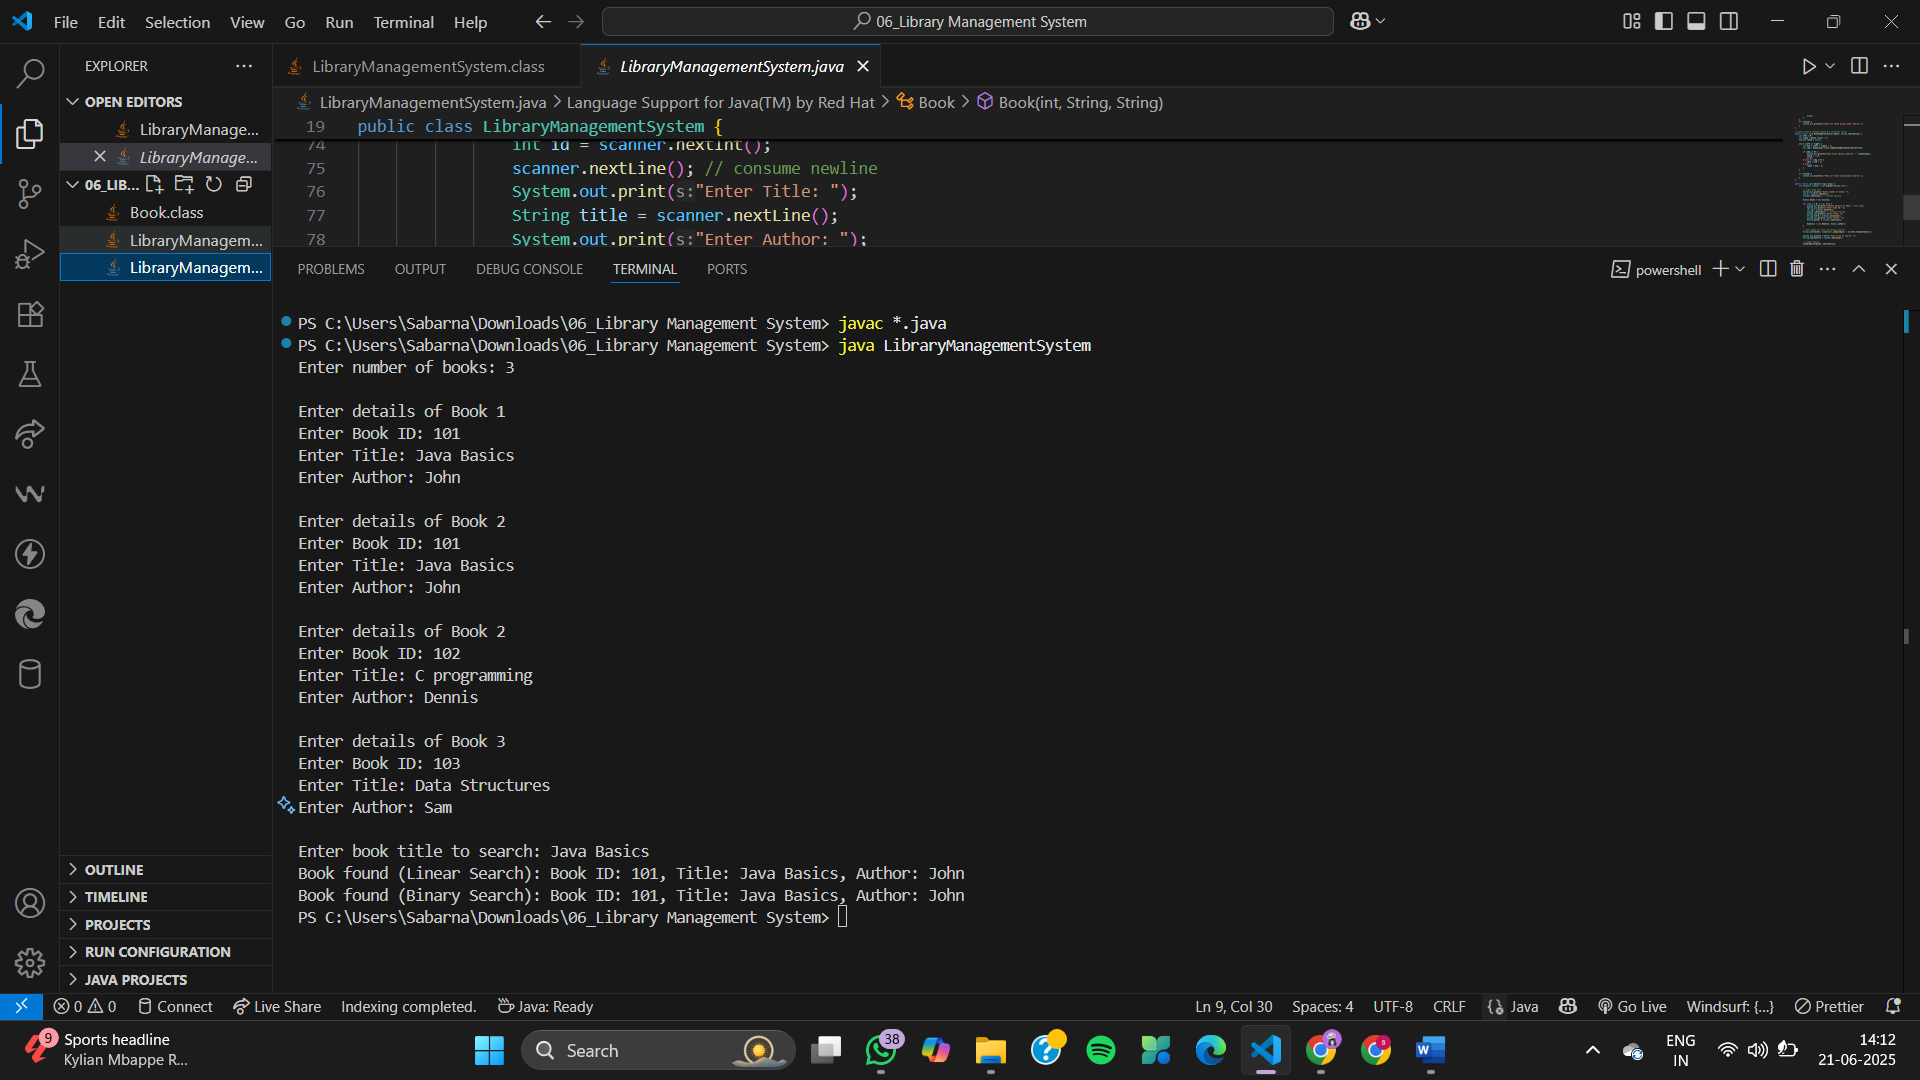 File Edit Selection View Go Run Terminal Help
06_Library Management System
EXPLORER
OPEN EDITORS
LibraryManage...
LibraryManage...
06_LIB...
Book.class
LibraryManagem...
LibraryManagem...
OUTLINE
TIMELINE
PROJECTS
RUN CONFIGURATION
JAVA PROJECTS
LibraryManagementSystem.class
LibraryManagementSystem.java
LibraryManagementSystem.java > Language Support for Java(TM) by Red Hat > Book > Book(int, String, String)
19 public class LibraryManagementSystem {
74 int id = scanner.nextInt();
75 scanner.nextLine(); // consume newline
76 System.out.print(s:"Enter Title: ");
77 String title = scanner.nextLine();
78 System.out.print(s:"Enter Author: ");
PROBLEMS OUTPUT DEBUG CONSOLE TERMINAL PORTS
powershell
PS C:\Users\Sabarna\Downloads\06_Library Management System> javac *.java
PS C:\Users\Sabarna\Downloads\06_Library Management System> java LibraryManagementSystem
Enter number of books: 3
Enter details of Book 1
Enter Book ID: 101
Enter Title: Java Basics
Enter Author: John
Enter details of Book 2
Enter Book ID: 101
Enter Title: Java Basics
Enter Author: John
Enter details of Book 2
Enter Book ID: 102
Enter Title: C programming
Enter Author: Dennis
Enter details of Book 3
Enter Book ID: 103
Enter Title: Data Structures
Enter Author: Sam
Enter book title to search: Java Basics
Book found (Linear Search): Book ID: 101, Title: Java Basics, Author: John
Book found (Binary Search): Book ID: 101, Title: Java Basics, Author: John
PS C:\Users\Sabarna\Downloads\06_Library Management System>
0 0 Connect Live Share Indexing completed. Java: Ready
Ln 9, Col 30 Spaces: 4 UTF-8 CRLF Java Go Live Windsurf: {...} Prettier
9
Sports headline
Kylian Mbappe R...
Search
38
ENG
IN
14:12
21-06-2025